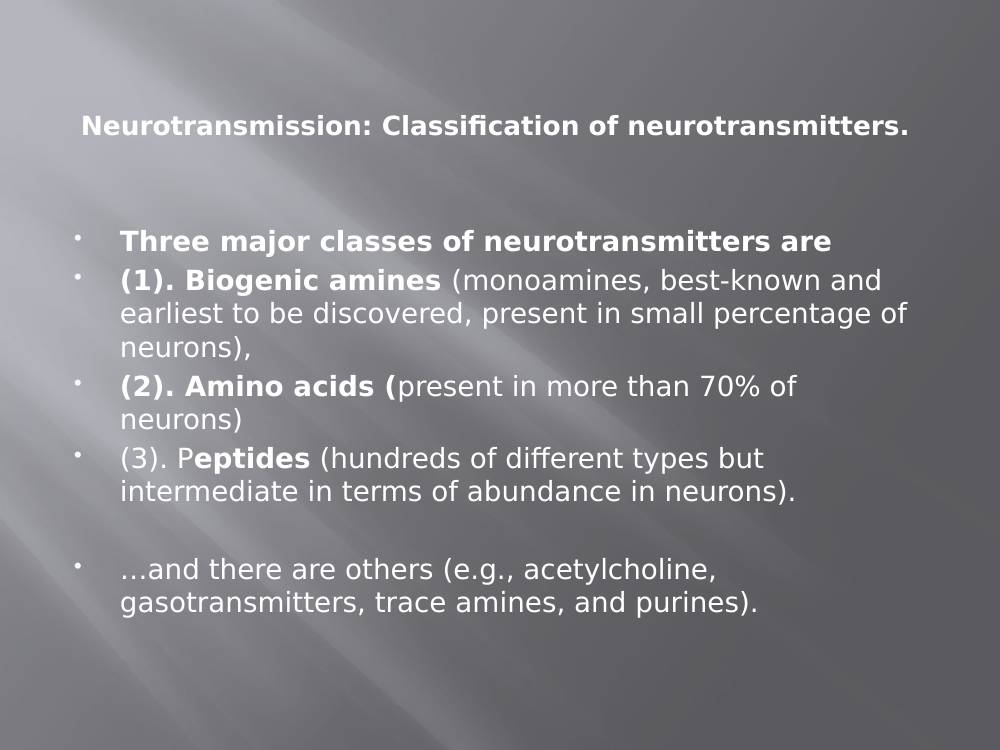 Neurotransmission: Classification of neurotransmitters.
• Three major classes of neurotransmitters are
• (1). Biogenic amines (monoamines, best-known and
earliest to be discovered, present in small percentage of
neurons),
• (2). Amino acids (present in more than 70% of
neurons)
• (3). Peptides (hundreds of different types but
intermediate in terms of abundance in neurons).
• …and there are others (e.g., acetylcholine,
gasotransmitters, trace amines, and purines).